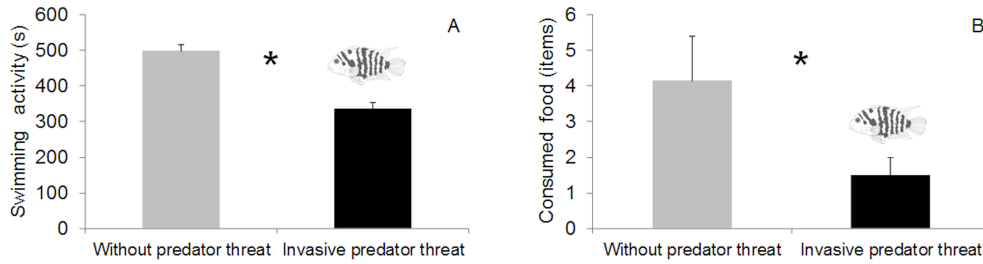 A
Swimming activity (s)
600
500
400
300
200
100
0
*
Without predator threat
Invasive predator threat
B
Consumed food (items)
6
5
4
3
2
1
0
*
Without predator threat
Invasive predator threat